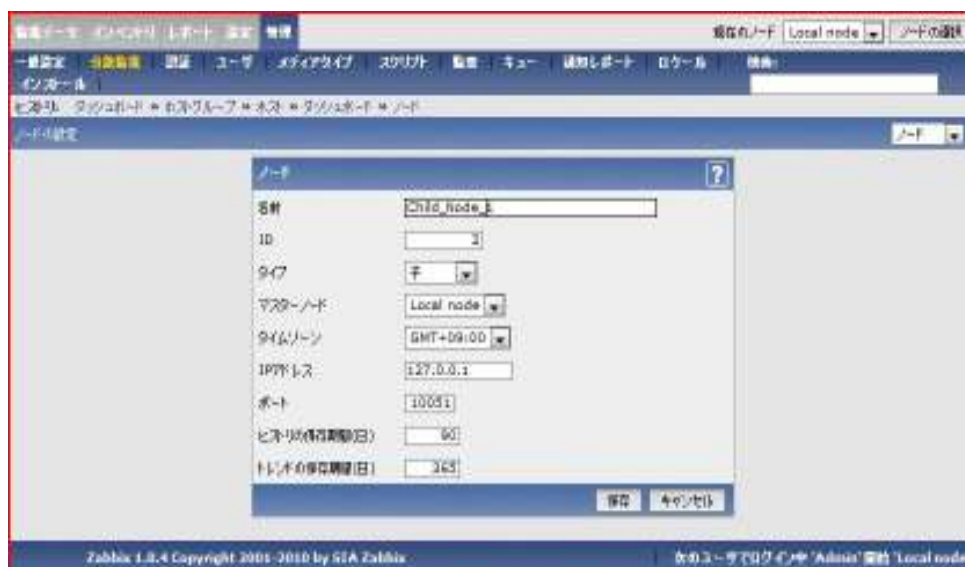 監視データ インベントリ レポート 設定 管理
現在のノード Local node ノードの選択
一般設定 分散監視 認証 ユーザ メディアタイプ スクリプト 監査 キュー 通知レポート ロケール 検索:
インストール
ヒストリ: ダッシュボード » ホストグループ » ホスト » ダッシュボード » ノード
ノードの設定 ノード
ノード ?
名前 Child_Node_1
ID
タイプ 子
マスターノード Local node
タイムゾーン GMT+09:00
IPアドレス 127.0.0.1
ポート 10051
ヒストリの保存期間(日) 90
トレンドの保存期間(日) 365
保存 キャンセル
Zabbix 1.8.4 Copyright 2001-2010 by SIA Zabbix
次のユーザでログイン中 'Admin' 開始 'Local node